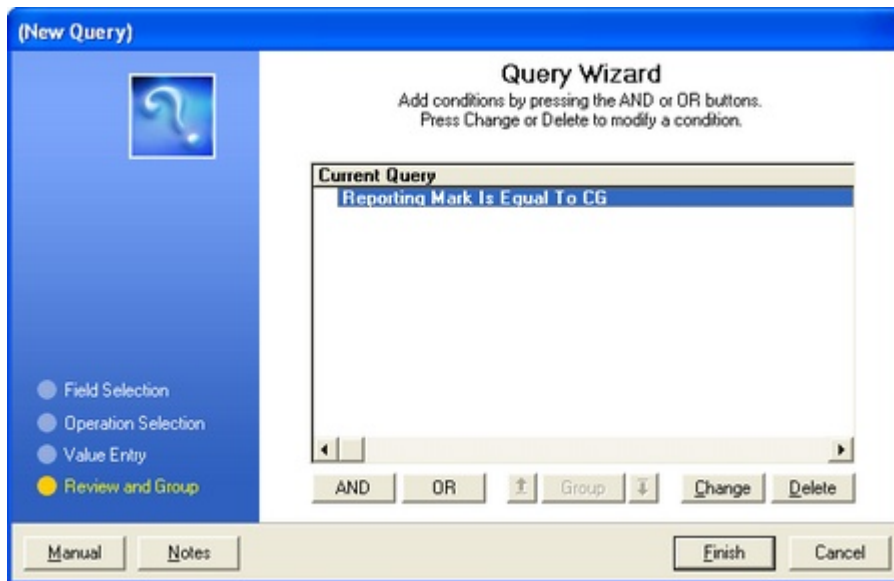 (New Query)
Query Wizard
Add conditions by pressing the AND or OR buttons.
Press Change or Delete to modify a condition.
Current Query
Reporting Mark Is Equal To CG
Field Selection
Operation Selection
Value Entry
Review and Group
AND OR Group Change Delete
Manual Notes Finish Cancel